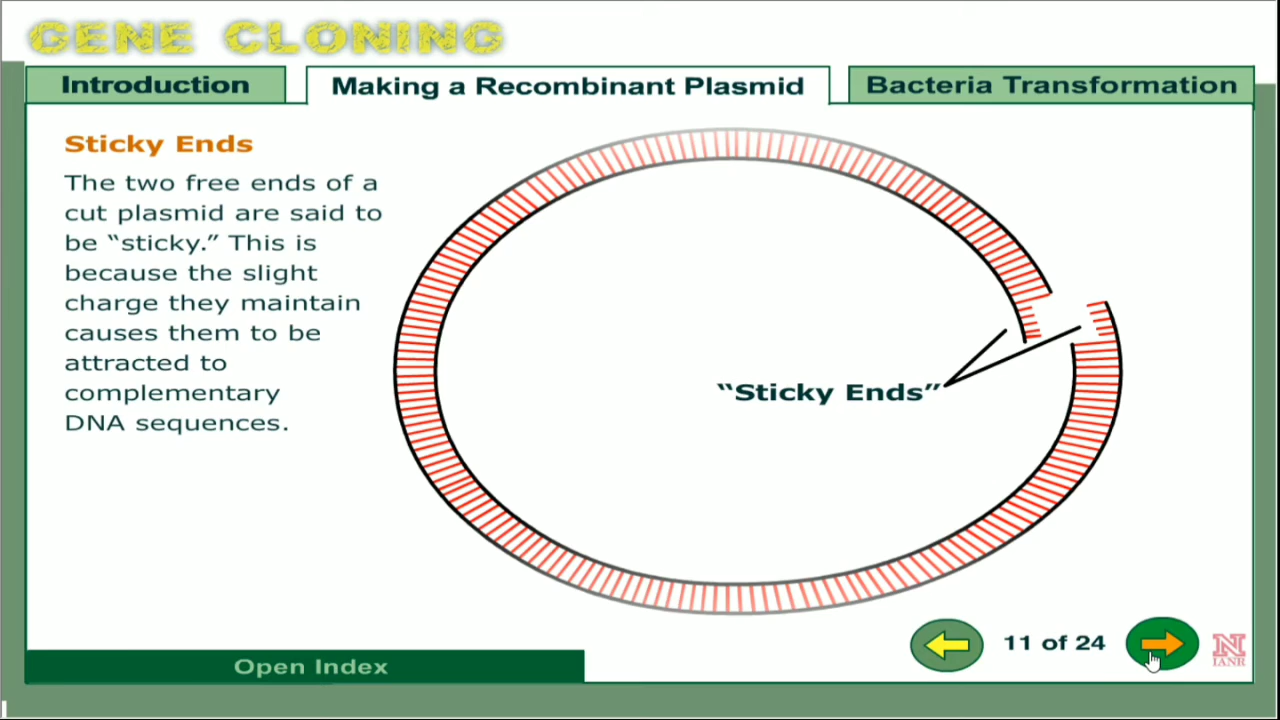 GENE CLONING
Introduction
Making a Recombinant Plasmid
Bacteria Transformation
Sticky Ends
The two free ends of a
cut plasmid are said to
be “sticky.” This is
because the slight
charge they maintain
causes them to be
attracted to
complementary
DNA sequences.
“Sticky Ends”
Open Index
11 of 24
N
IANR